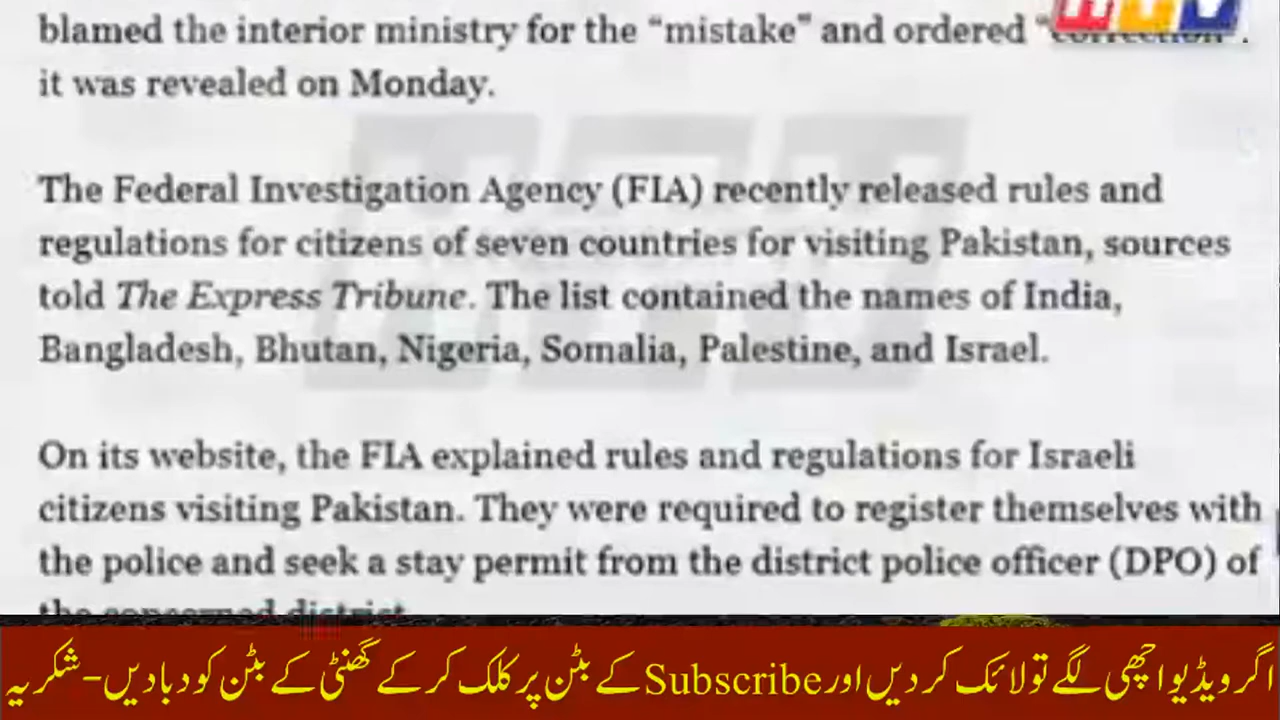 blamed the interior ministry for the “mistake” and ordered “correction”.
it was revealed on Monday.
The Federal Investigation Agency (FIA) recently released rules and
regulations for citizens of seven countries for visiting Pakistan, sources
told The Express Tribune. The list contained the names of India,
Bangladesh, Bhutan, Nigeria, Somalia, Palestine, and Israel.
On its website, the FIA explained rules and regulations for Israeli
citizens visiting Pakistan. They were required to register themselves with
the police and seek a stay permit from the district police officer (DPO) of
the concerned district.
اگر ویڈیو اچھی لگے تو لائک کر دیں اور Subscribe کے بٹن پر کلک کر کے گھنٹی کے بٹن کو دبا دیں - شکریہ